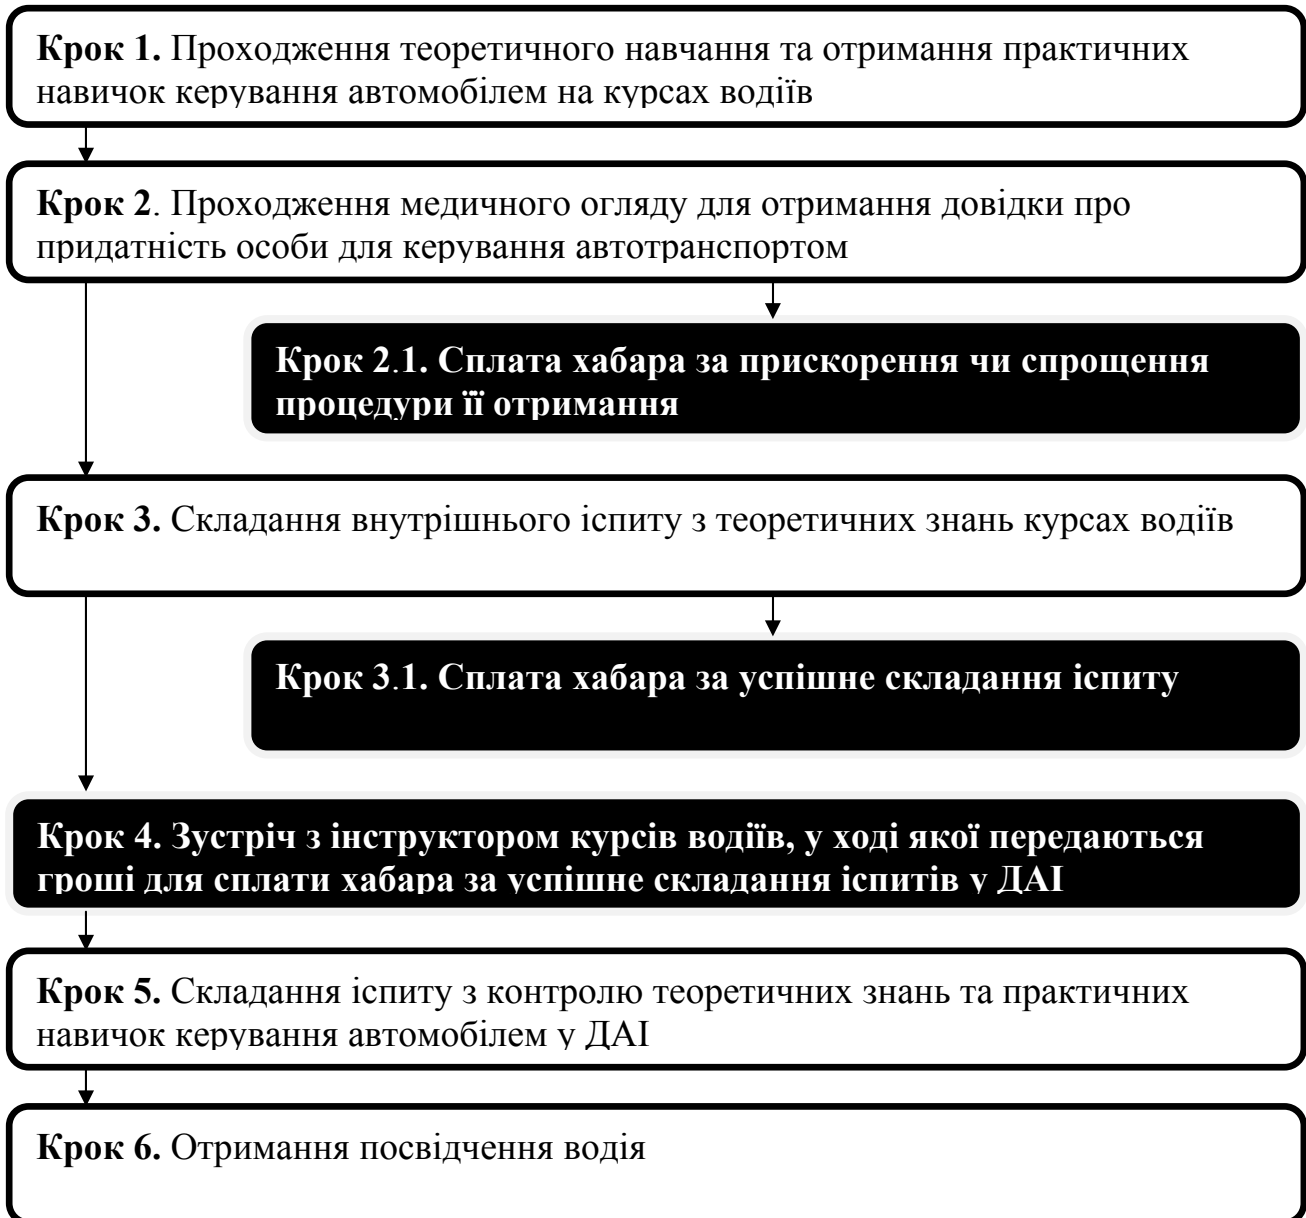 Крок 1. Проходження теоретичного навчання та отримання практичних
навичок керування автомобілем на курсах водіїв
Крок 2. Проходження медичного огляду для отримання довідки про
придатність особи для керування автотранспортом
Крок 2.1. Сплата хабара за прискорення чи спрощення
процедури її отримання
Крок 3. Складання внутрішнього іспиту з теоретичних знань курсах водіїв
Крок 3.1. Сплата хабара за успішне складання іспиту
Крок 4. Зустріч з інструктором курсів водіїв, у ході якої передаються
гроші для сплати хабара за успішне складання іспитів у ДАІ
Крок 5. Складання іспиту з контролю теоретичних знань та практичних
навичок керування автомобілем у ДАІ
Крок 6. Отримання посвідчення водія